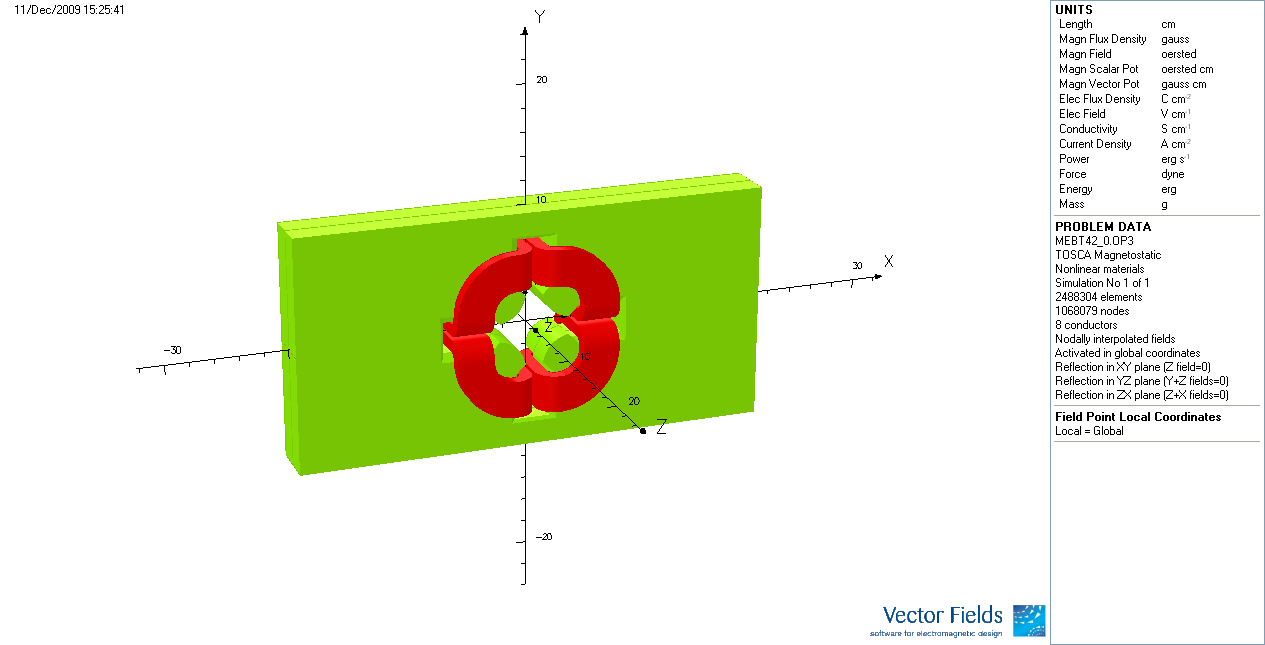 11/Dec/2009 15:25:41
Y
20
10
X
30
Z
-30
10
20
Z
-20
Vector Fields
software for electromagnetic design
UNITS
Length cm
Magn Flux Density gauss
Magn Field oersted
Magn Scalar Pot oersted cm
Magn Vector Pot gauss cm
Elec Flux Density C cm⁻²
Elec Field V cm⁻¹
Conductivity S cm⁻¹
Current Density A cm⁻²
Power erg s⁻¹
Force dyne
Energy erg
Mass g
PROBLEM DATA
MEBT42_0.OP3
TOSCA Magnetostatic
Nonlinear materials
Simulation No 1 of 1
2488304 elements
1068079 nodes
8 conductors
Nodally interpolated fields
Activated in global coordinates
Reflection in XY plane (Z field=0)
Reflection in YZ plane (Y+Z fields=0)
Reflection in ZX plane (Z+X fields=0)
Field Point Local Coordinates
Local = Global